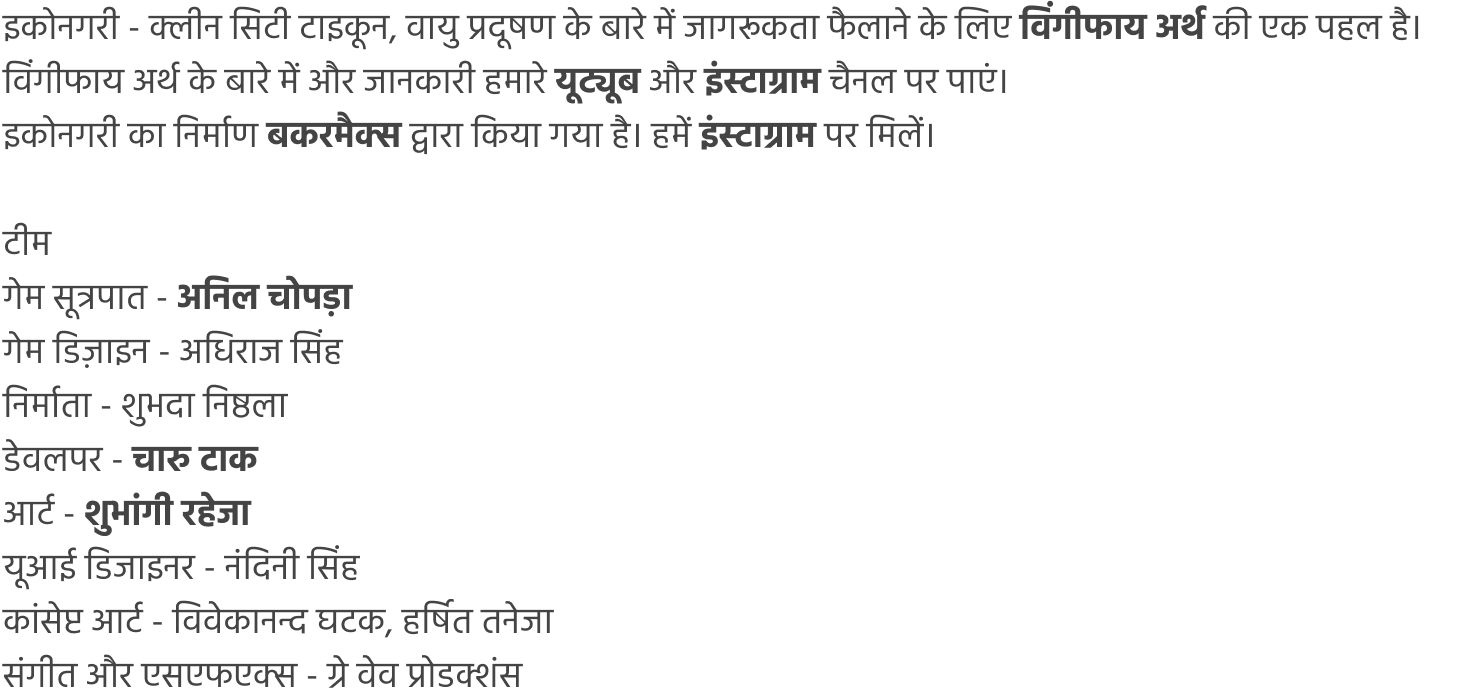 इकोनगरी - क्लीन सिटी टाइकून, वायु प्रदूषण के बारे में जागरूकता फैलाने के लिए विंगीफाय अर्थ की एक पहल है।
विंगीफाय अर्थ के बारे में और जानकारी हमारे यूट्यूब और इंस्टाग्राम चैनल पर पाएं।
इकोनगरी का निर्माण बकरमैक्स द्वारा किया गया है। हमें इंस्टाग्राम पर मिलें।
टीम
गेम सूत्रपात - अनिल चोपड़ा
गेम डिज़ाइन - अधिराज सिंह
निर्माता - शुभदा निष्ठला
डेवलपर - चारु टाक
आर्ट - शुभांगी रहेजा
यूआई डिजाइनर - नंदिनी सिंह
कांसेप्ट आर्ट - विवेकानन्द घटक, हर्षित तनेजा
संगीत और एसएफएक्स - ग्रे वेव प्रोडक्शंस